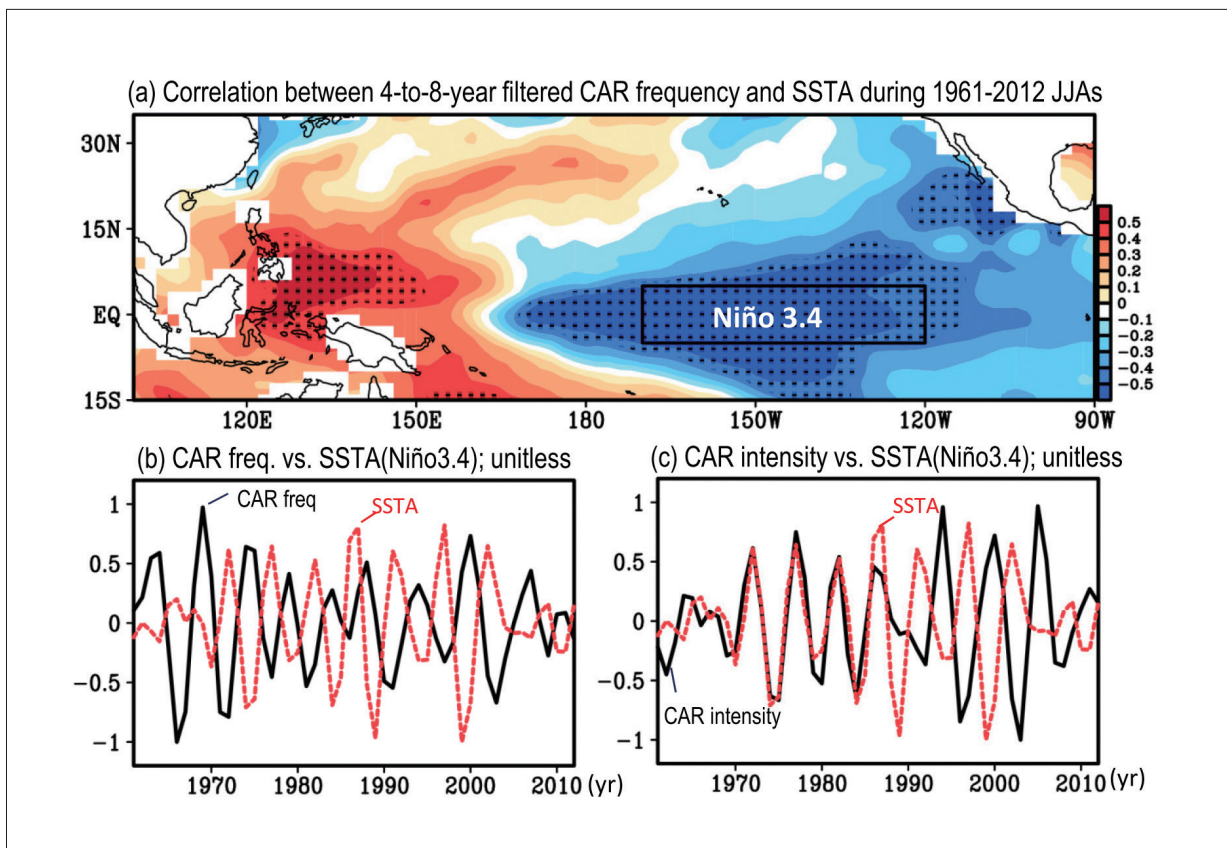 (a) Correlation between 4-to-8-year filtered CAR frequency and SSTA during 1961-2012 JJAs
30N
15N
EQ
15S
Niño 3.4
0.5
0.4
0.3
0.2
0.1
0
−0.1
−0.2
−0.3
−0.4
−0.5
120E 150E 180 150W 120W 90W
(b) CAR freq. vs. SSTA(Niño3.4); unitless
CAR freq
SSTA
1
0.5
0
−0.5
−1
1970 1980 1990 2000 2010 (yr)
(c) CAR intensity vs. SSTA(Niño3.4); unitless
SSTA
CAR intensity
1
0.5
0
−0.5
−1
1970 1980 1990 2000 2010 (yr)